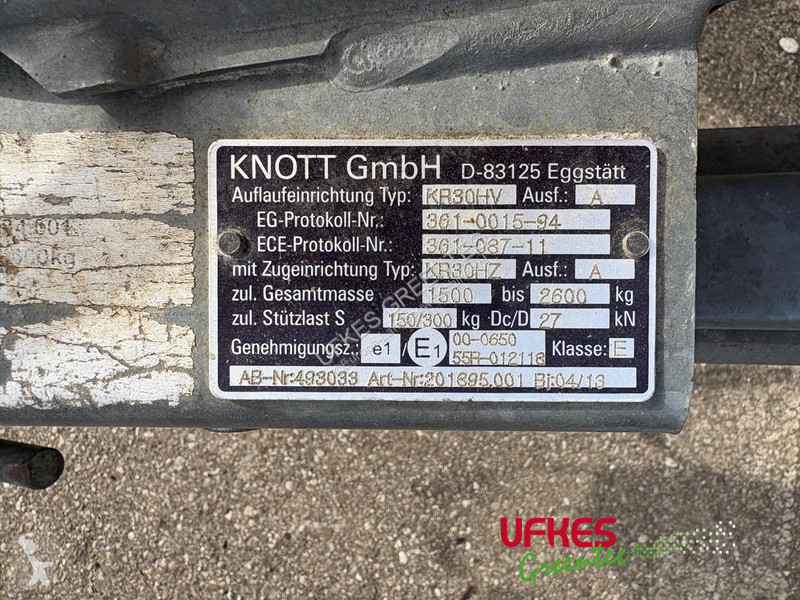 KNOTT GmbH D-83125 Eggstätt
Auflaufeinrichtung Typ: KR30HV Ausf.: A
EG-Protokoll-Nr.: 361-0015-94
ECE-Protokoll-Nr.: 361-087-11
mit Zugeinrichtung Typ: KR30HZ Ausf.: A
zul. Gesamtmasse 1500 bis 2600 kg
zul. Stützlast S 150/300 kg Dc/D 27 kN
Genehmigungsz.: e1 / E1 00-0650 Klasse: E
55R-012116
AB-Nr:493033 Art-Nr:201695.001 Bj:04/13
UFKES
Greentec